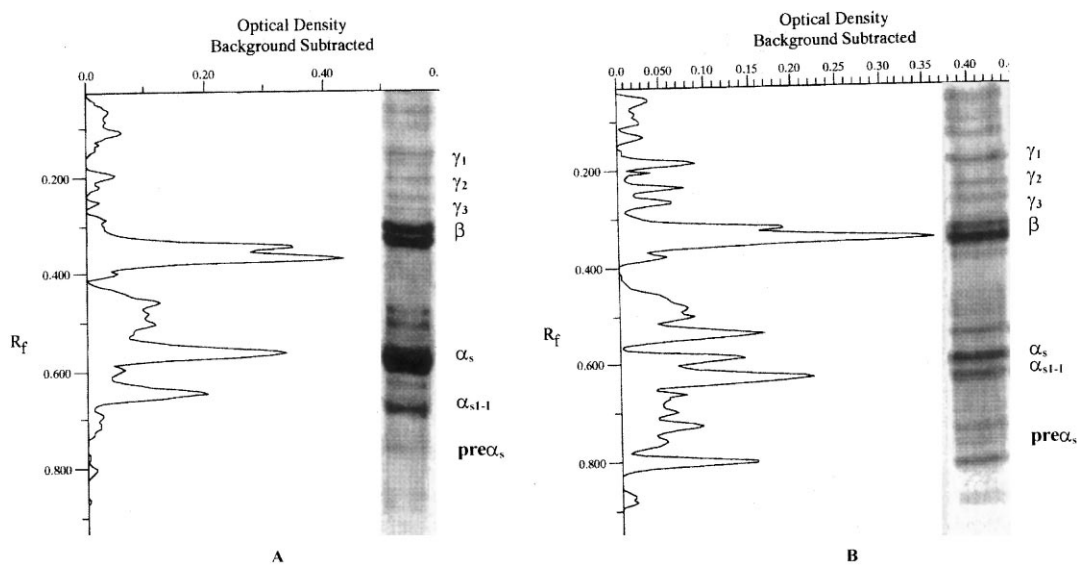 Optical Density
Background Subtracted
0.0 0.20 0.40 0.
0.200
0.400
R_f
0.600
0.800
γ₁
γ₂
γ₃
β
αₛ
αₛ₁₋₁
preαₛ
A
Optical Density
Background Subtracted
0.0 0.050 0.10 0.15 0.20 0.25 0.30 0.35 0.40 0.
0.200
0.400
R_f
0.600
0.800
γ₁
γ₂
γ₃
β
αₛ
αₛ₁₋₁
preαₛ
B